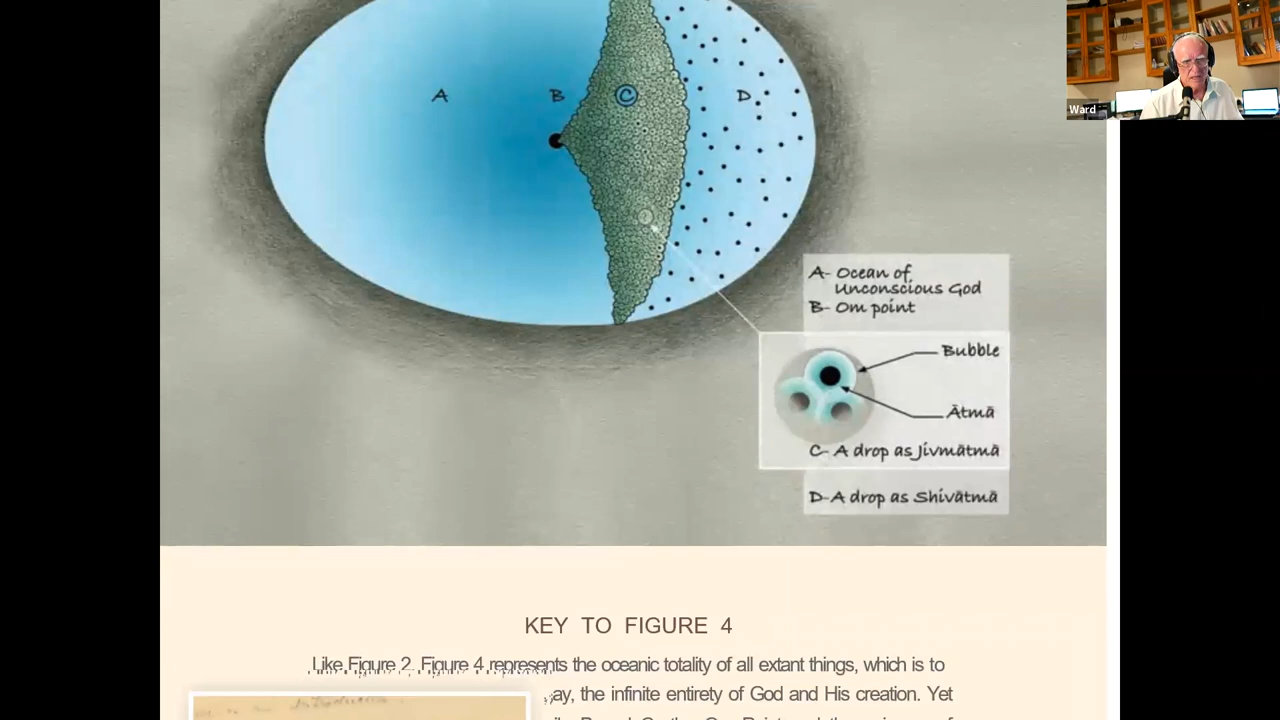 Ward
A B C D
A- Ocean of
Unconscious God
B- Om point
Bubble
Ātmā
C- A drop as Jīvmātmā
D- A drop as Shivātmā
KEY TO FIGURE 4
Like Figure 2, Figure 4 represents the oceanic totality of all extant things, which is to
ay, the infinite entirety of God and His creation. Yet